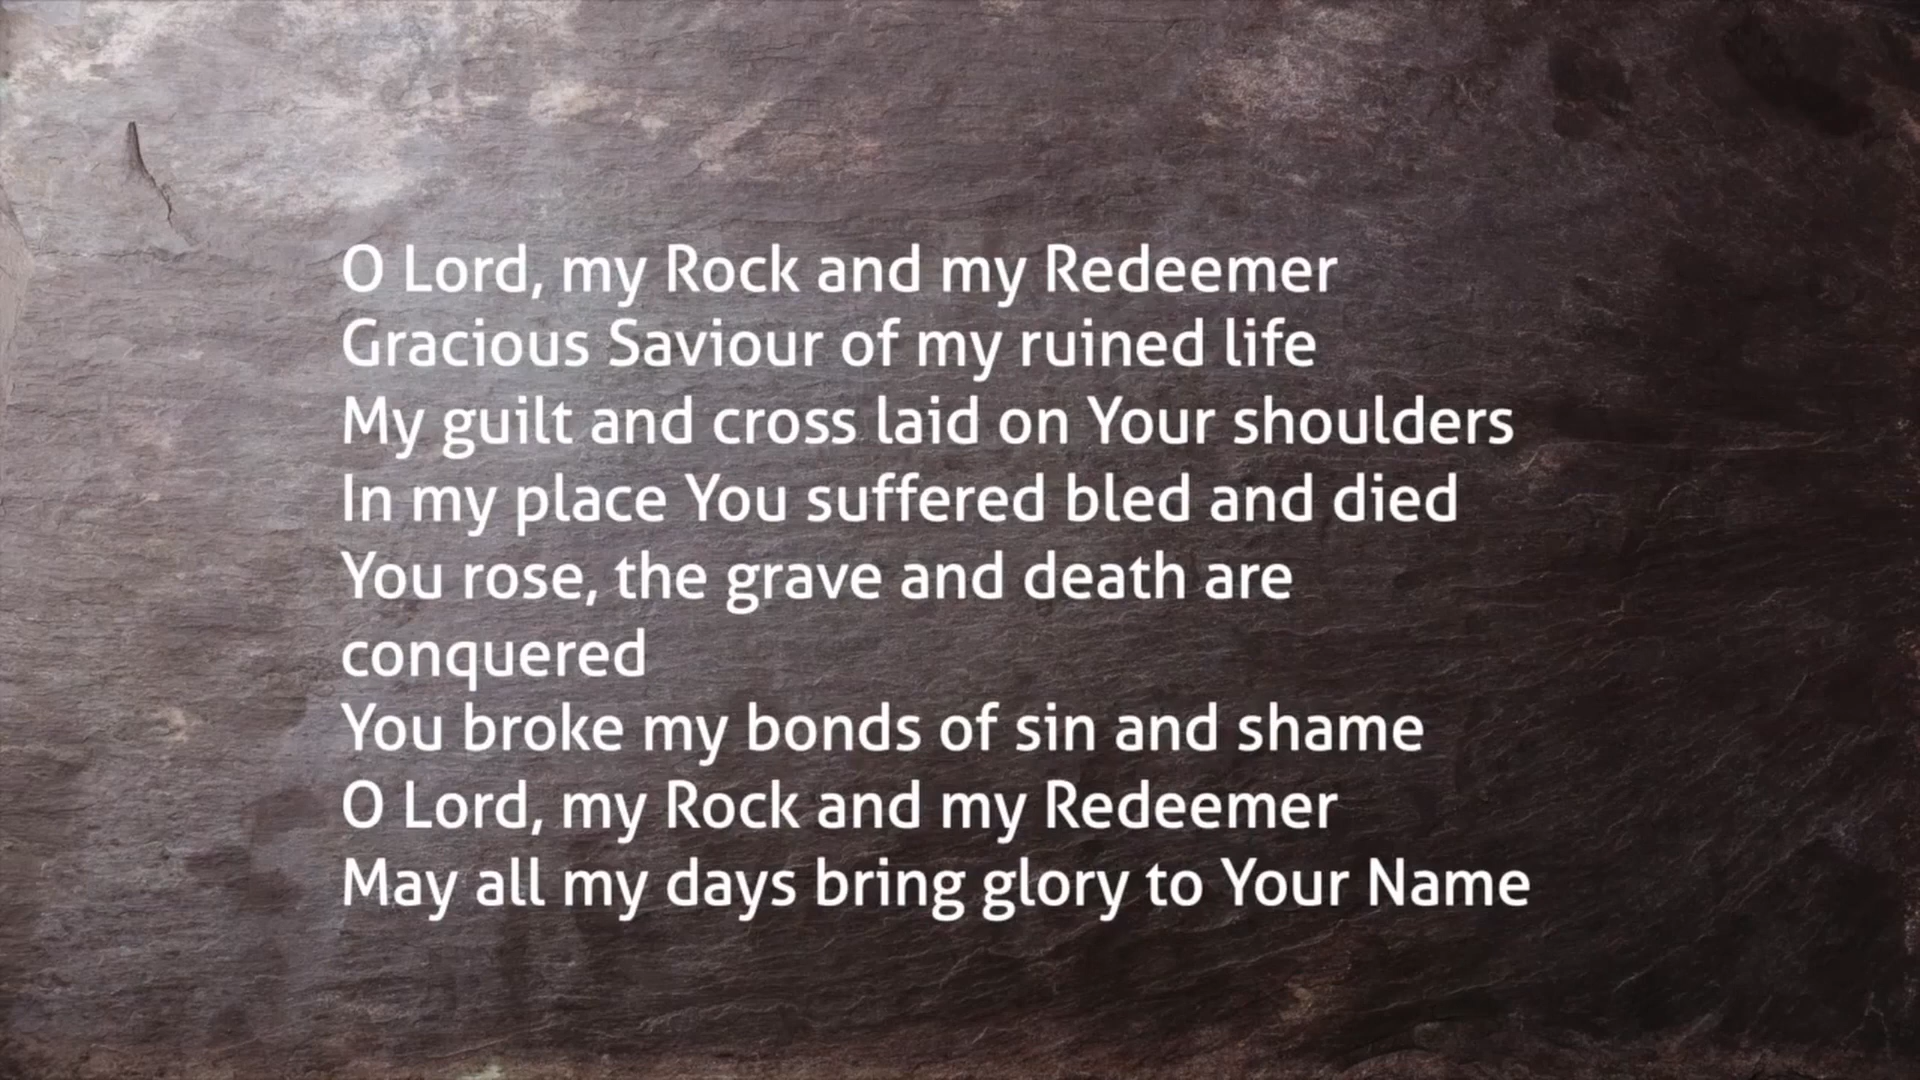 O Lord, my Rock and my Redeemer
Gracious Saviour of my ruined life
My guilt and cross laid on Your shoulders
In my place You suffered bled and died
You rose, the grave and death are
conquered
You broke my bonds of sin and shame
O Lord, my Rock and my Redeemer
May all my days bring glory to Your Name